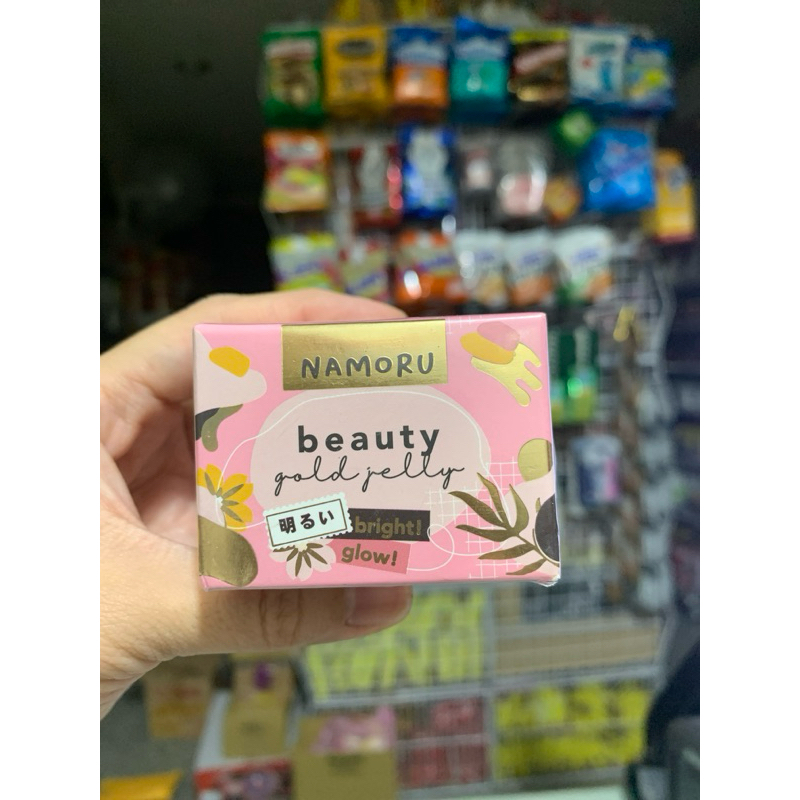 NAMORU
beauty
gold jelly
明るい
bright!
glow!